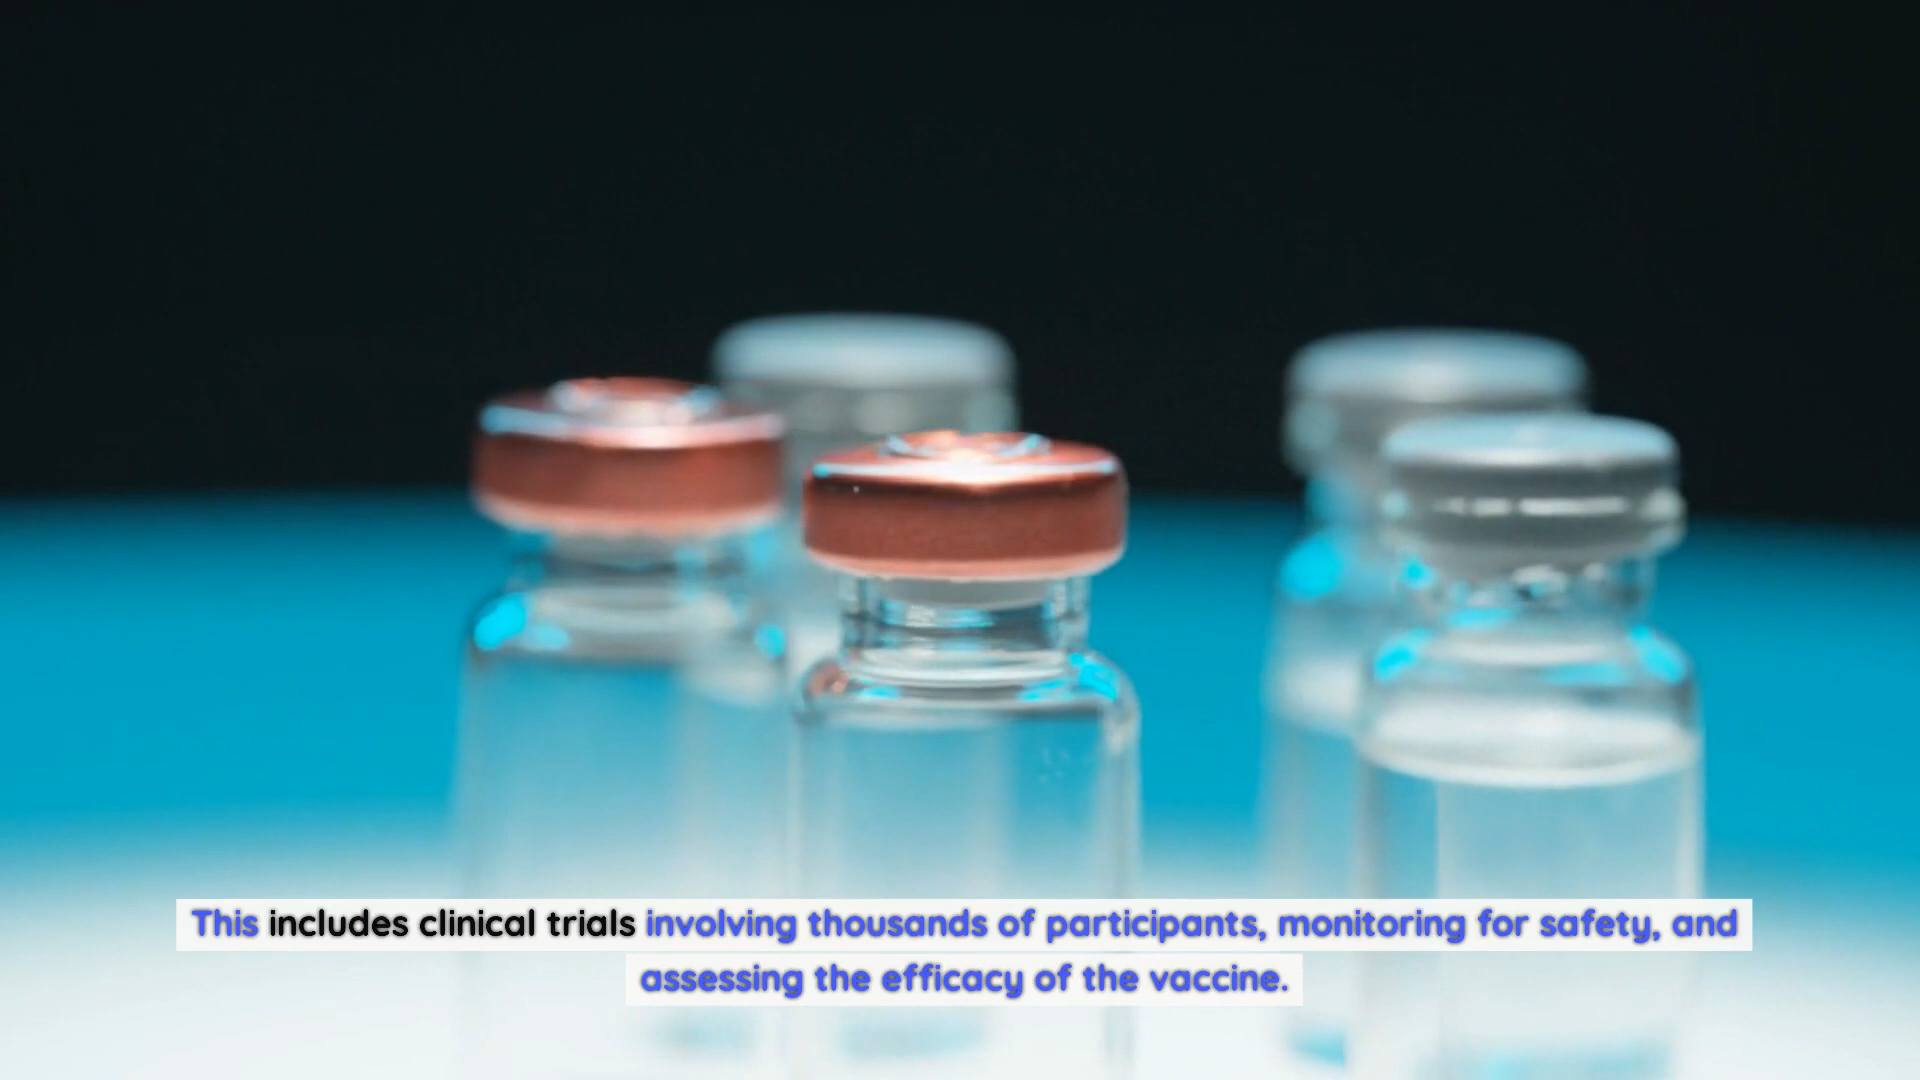 This includes clinical trials involving thousands of participants, monitoring for safety, and
assessing the efficacy of the vaccine.